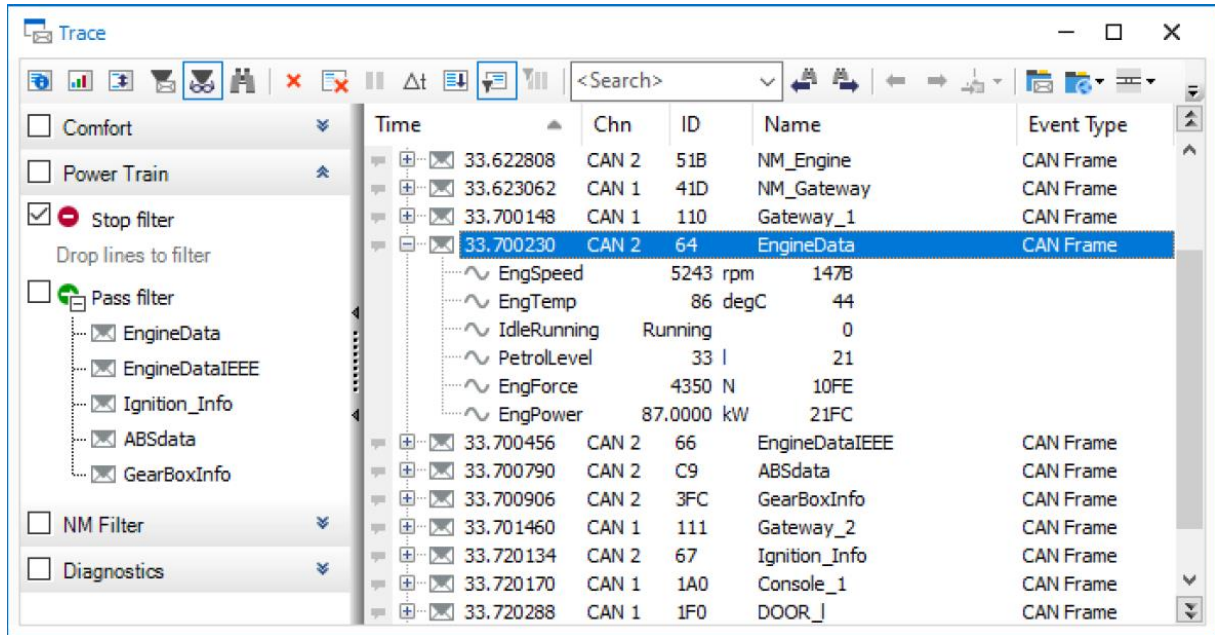 Trace
<Search>
Comfort
Power Train
Stop filter
Drop lines to filter
Pass filter
EngineData
EngineDataIEEE
Ignition_Info
ABSdata
GearBoxInfo
NM Filter
Diagnostics
Time Chn ID Name Event Type
33.622808 CAN 2 51B NM_Engine CAN Frame
33.623062 CAN 1 41D NM_Gateway CAN Frame
33.700148 CAN 1 110 Gateway_1 CAN Frame
33.700230 CAN 2 64 EngineData CAN Frame
EngSpeed 5243 rpm 147B
EngTemp 86 degC 44
IdleRunning Running 0
PetrolLevel 33 l 21
EngForce 4350 N 10FE
EngPower 87.0000 kW 21FC
33.700456 CAN 2 66 EngineDataIEEE CAN Frame
33.700790 CAN 2 C9 ABSdata CAN Frame
33.700906 CAN 2 3FC GearBoxInfo CAN Frame
33.701460 CAN 1 111 Gateway_2 CAN Frame
33.720134 CAN 2 67 Ignition_Info CAN Frame
33.720170 CAN 1 1A0 Console_1 CAN Frame
33.720288 CAN 1 1F0 DOOR_l CAN Frame